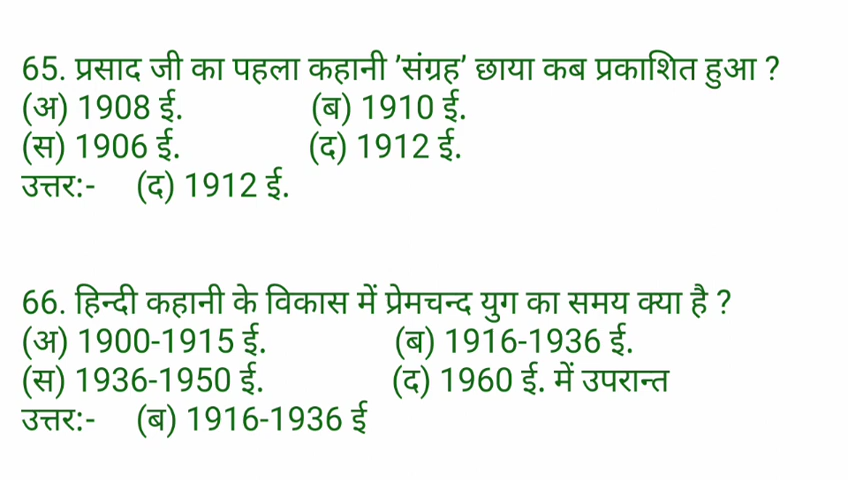 65. प्रसाद जी का पहला कहानी ’संग्रह’ छाया कब प्रकाशित हुआ ?
(अ) 1908 ई. (ब) 1910 ई.
(स) 1906 ई. (द) 1912 ई.
उत्तर:- (द) 1912 ई.
66. हिन्दी कहानी के विकास में प्रेमचन्द युग का समय क्या है ?
(अ) 1900-1915 ई. (ब) 1916-1936 ई.
(स) 1936-1950 ई. (द) 1960 ई. में उपरान्त
उत्तर:- (ब) 1916-1936 ई